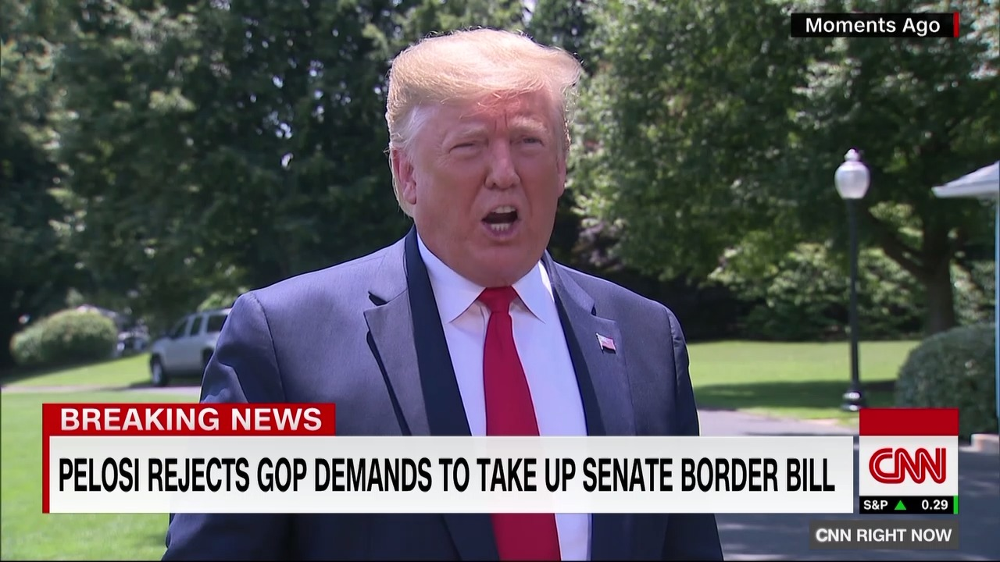 Moments Ago
BREAKING NEWS
PELOSI REJECTS GOP DEMANDS TO TAKE UP SENATE BORDER BILL
CNN
S&P ▲ 0.29
CNN RIGHT NOW